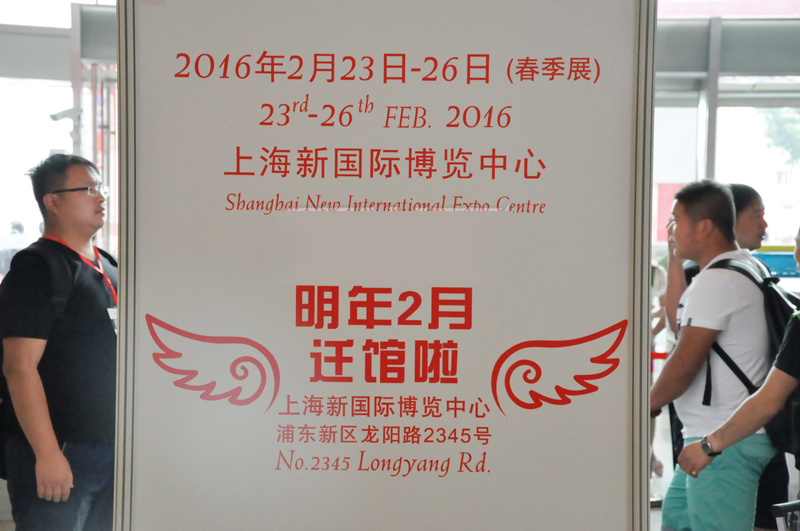 2016年2月23日-26日 (春季展)
23rd-26th FEB. 2016
上海新国际博览中心
Shanghai New International Expo Centre
明年2月
迁馆啦
上海新国际博览中心
浦东新区龙阳路2345号
No.2345 Longyang Rd.